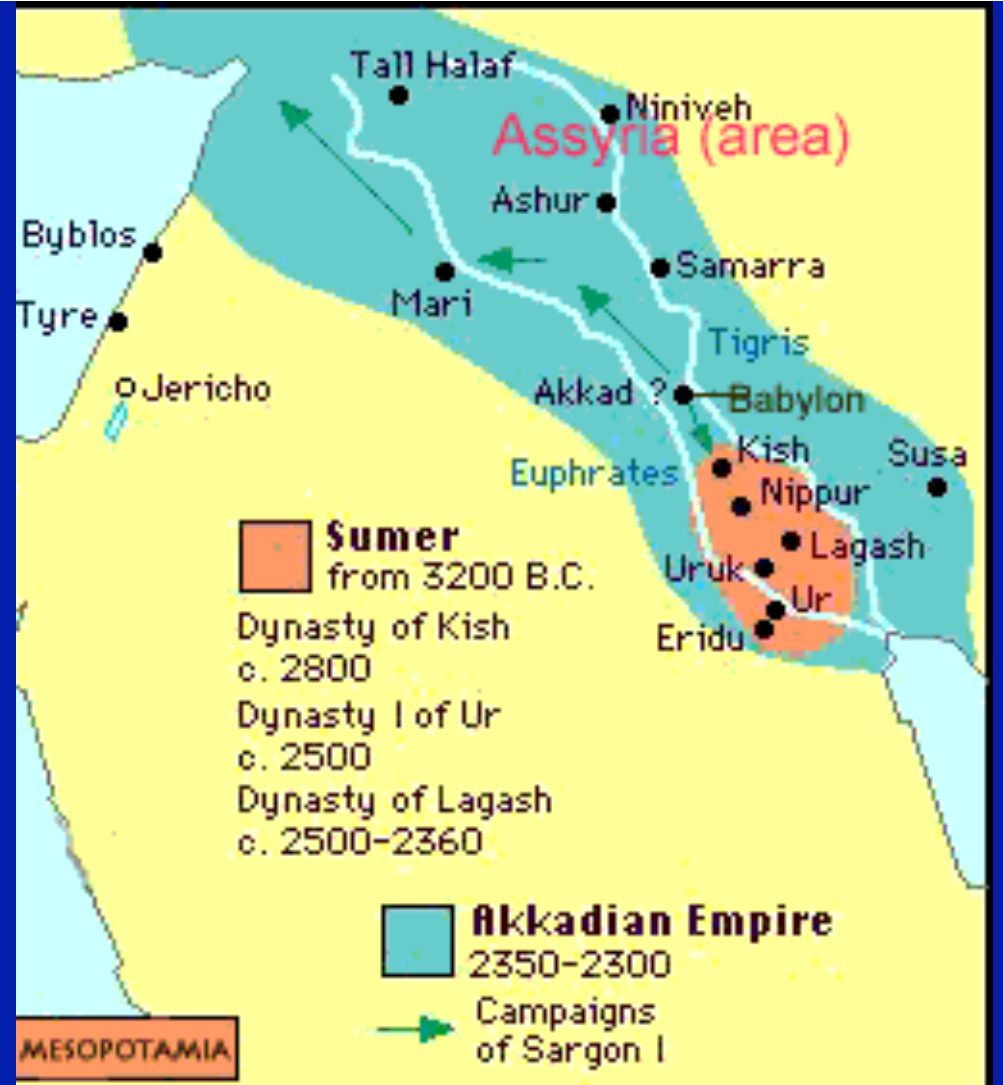 Tall Halaf
Niniveh
Assyria (area)
Ashur
Byblos
Samarra
Mari
Tyre
Tigris
Jericho
Akkad ?
Babylon
Kish
Susa
Euphrates
Nippur
Lagash
Uruk
Ur
Eridu
Sumer
from 3200 B.C.
Dynasty of Kish
c. 2800
Dynasty I of Ur
c. 2500
Dynasty of Lagash
c. 2500-2360
Akkadian Empire
2350-2300
Campaigns
of Sargon I
MESOPOTAMIA